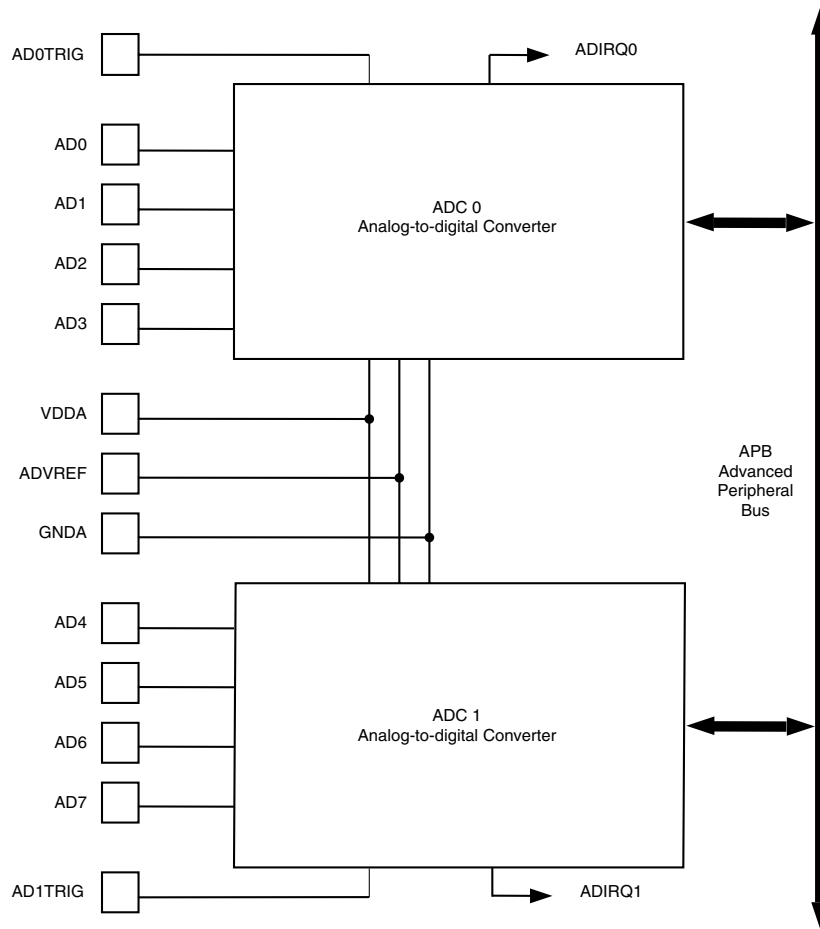 AD0TRIG
ADIRQ0
AD0
AD1
AD2
AD3
ADC 0
Analog-to-digital Converter
VDDA
ADVREF
GNDA
APB
Advanced
Peripheral
Bus
AD4
AD5
AD6
AD7
ADC 1
Analog-to-digital Converter
AD1TRIG
ADIRQ1